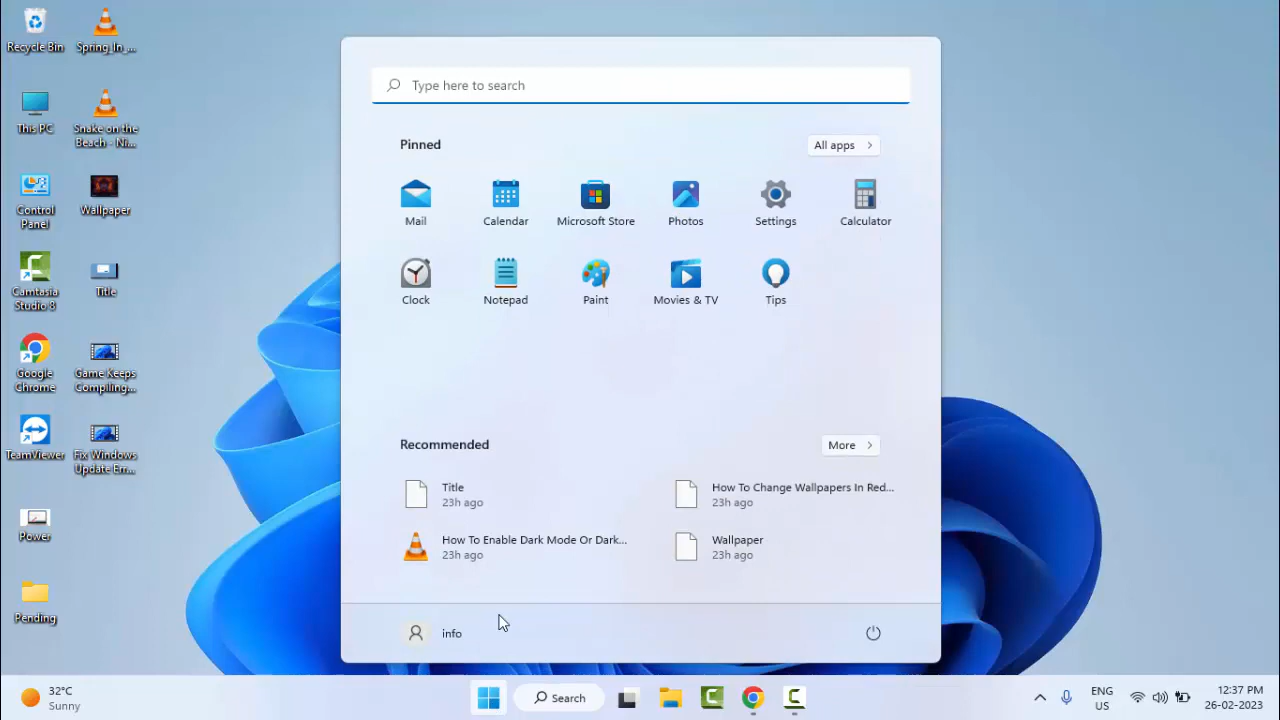 Recycle Bin
Spring_In_...
This PC
Snake on the
Beach - Ni...
Control
Panel
Wallpaper
Camtasia
Studio 8
Title
Google
Chrome
Game Keeps
Compiling...
TeamViewer
Fix Windows
Update Err...
Power
Pending
Type here to search
Pinned
All apps
Mail
Calendar
Microsoft Store
Photos
Settings
Calculator
Clock
Notepad
Paint
Movies & TV
Tips
Recommended
More
Title
23h ago
How To Change Wallpapers In Red...
23h ago
How To Enable Dark Mode Or Dark...
23h ago
Wallpaper
23h ago
info
32°C
Sunny
Search
ENG
US
12:37 PM
26-02-2023